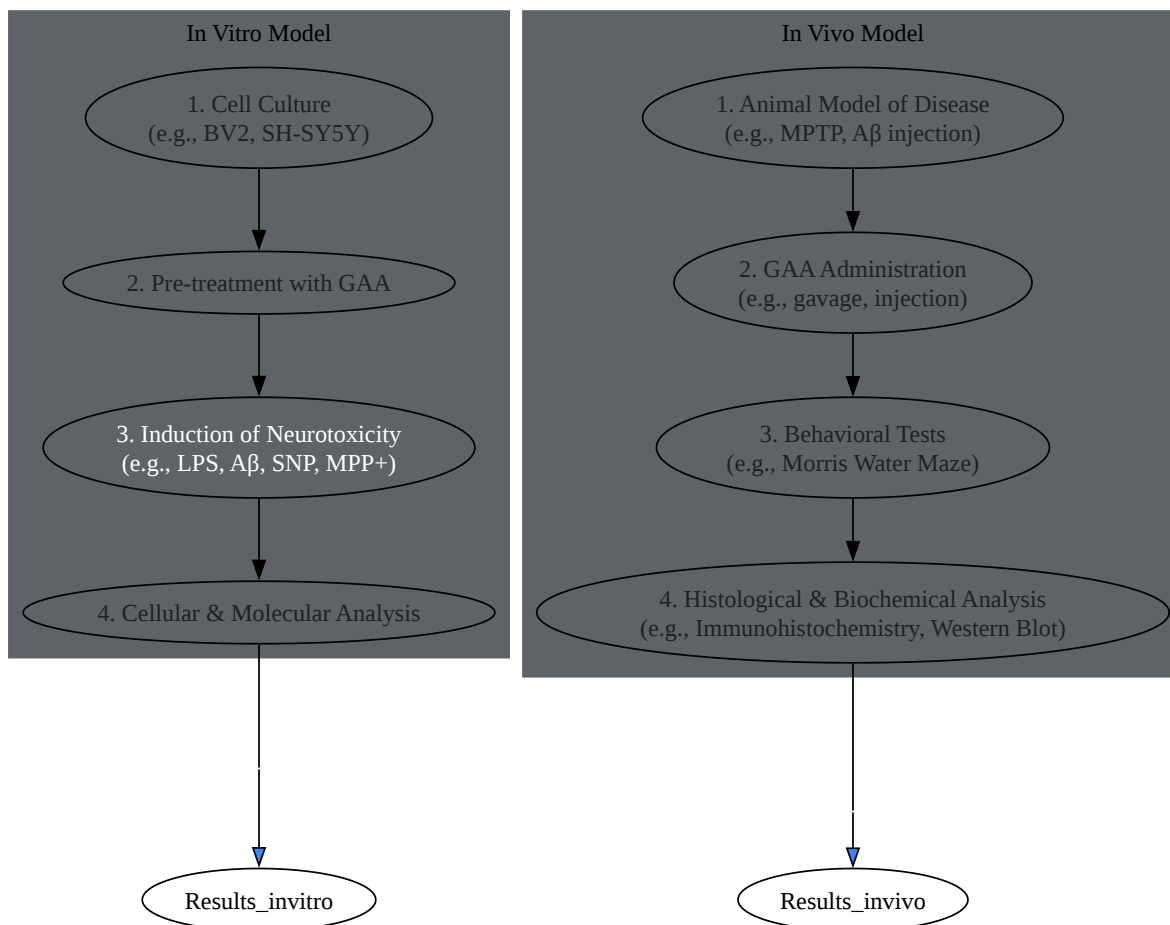 In Vitro Model
1. Cell Culture
(e.g., BV2, SH-SY5Y)
2. Pre-treatment with GAA
3. Induction of Neurotoxicity
(e.g., LPS, Aβ, SNP, MPP+)
4. Cellular & Molecular Analysis
Results_invitro
In Vivo Model
1. Animal Model of Disease
(e.g., MPTP, Aβ injection)
2. GAA Administration
(e.g., gavage, injection)
3. Behavioral Tests
(e.g., Morris Water Maze)
4. Histological & Biochemical Analysis
(e.g., Immunohistochemistry, Western Blot)
Results_invivo